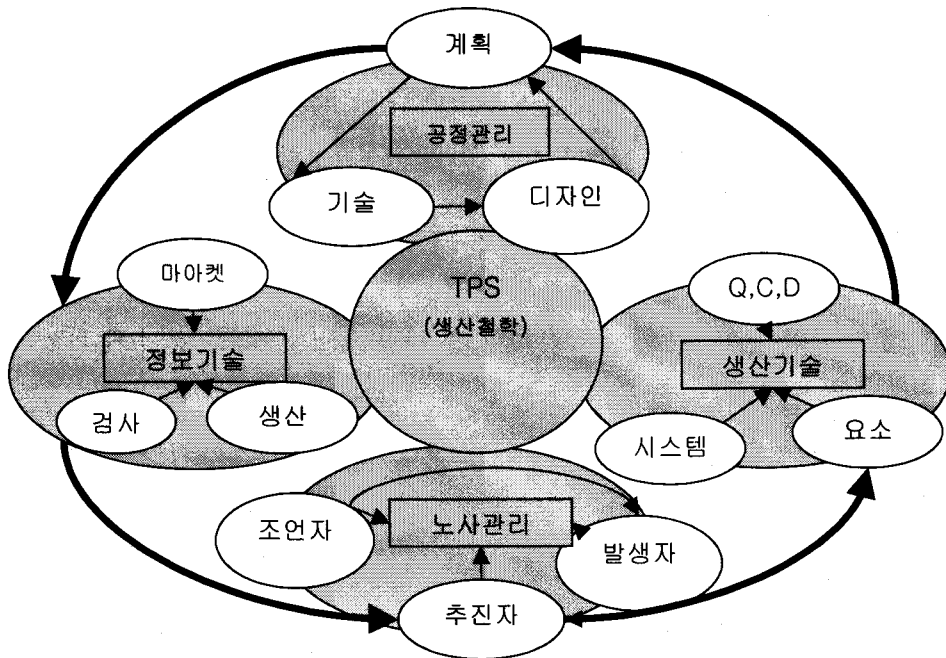 계획
공정관리
기술
디자인
마아켓
정보기술
검사
생산
TPS
(생산철학)
Q,C,D
생산기술
시스템
요소
조언자
노사관리
발생자
추진자